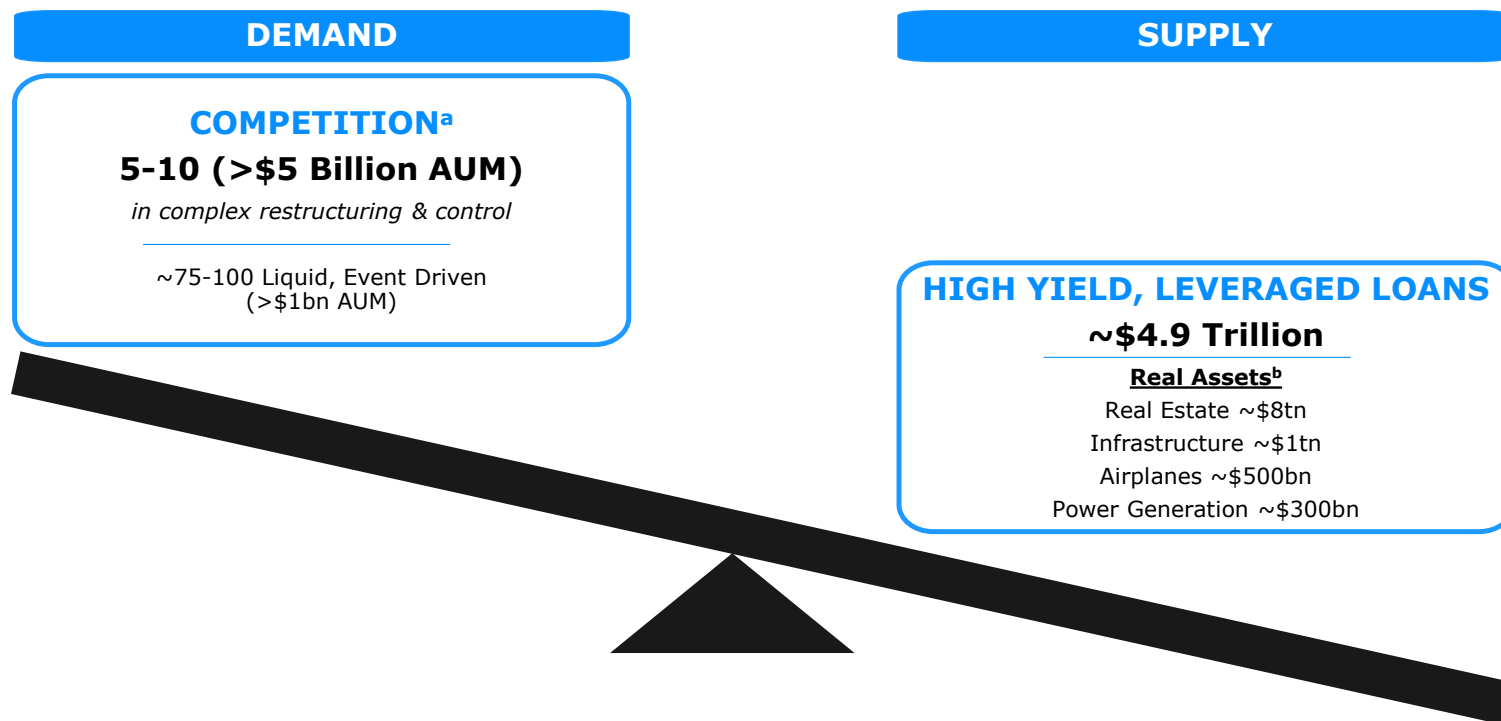 DEMAND
COMPETITIONᵃ
5-10 (>$5 Billion AUM)
in complex restructuring & control
~75-100 Liquid, Event Driven
(>$1bn AUM)
SUPPLY
HIGH YIELD, LEVERAGED LOANS
~$4.9 Trillion
Real Assetsᵇ
Real Estate ~$8tn
Infrastructure ~$1tn
Airplanes ~$500bn
Power Generation ~$300bn